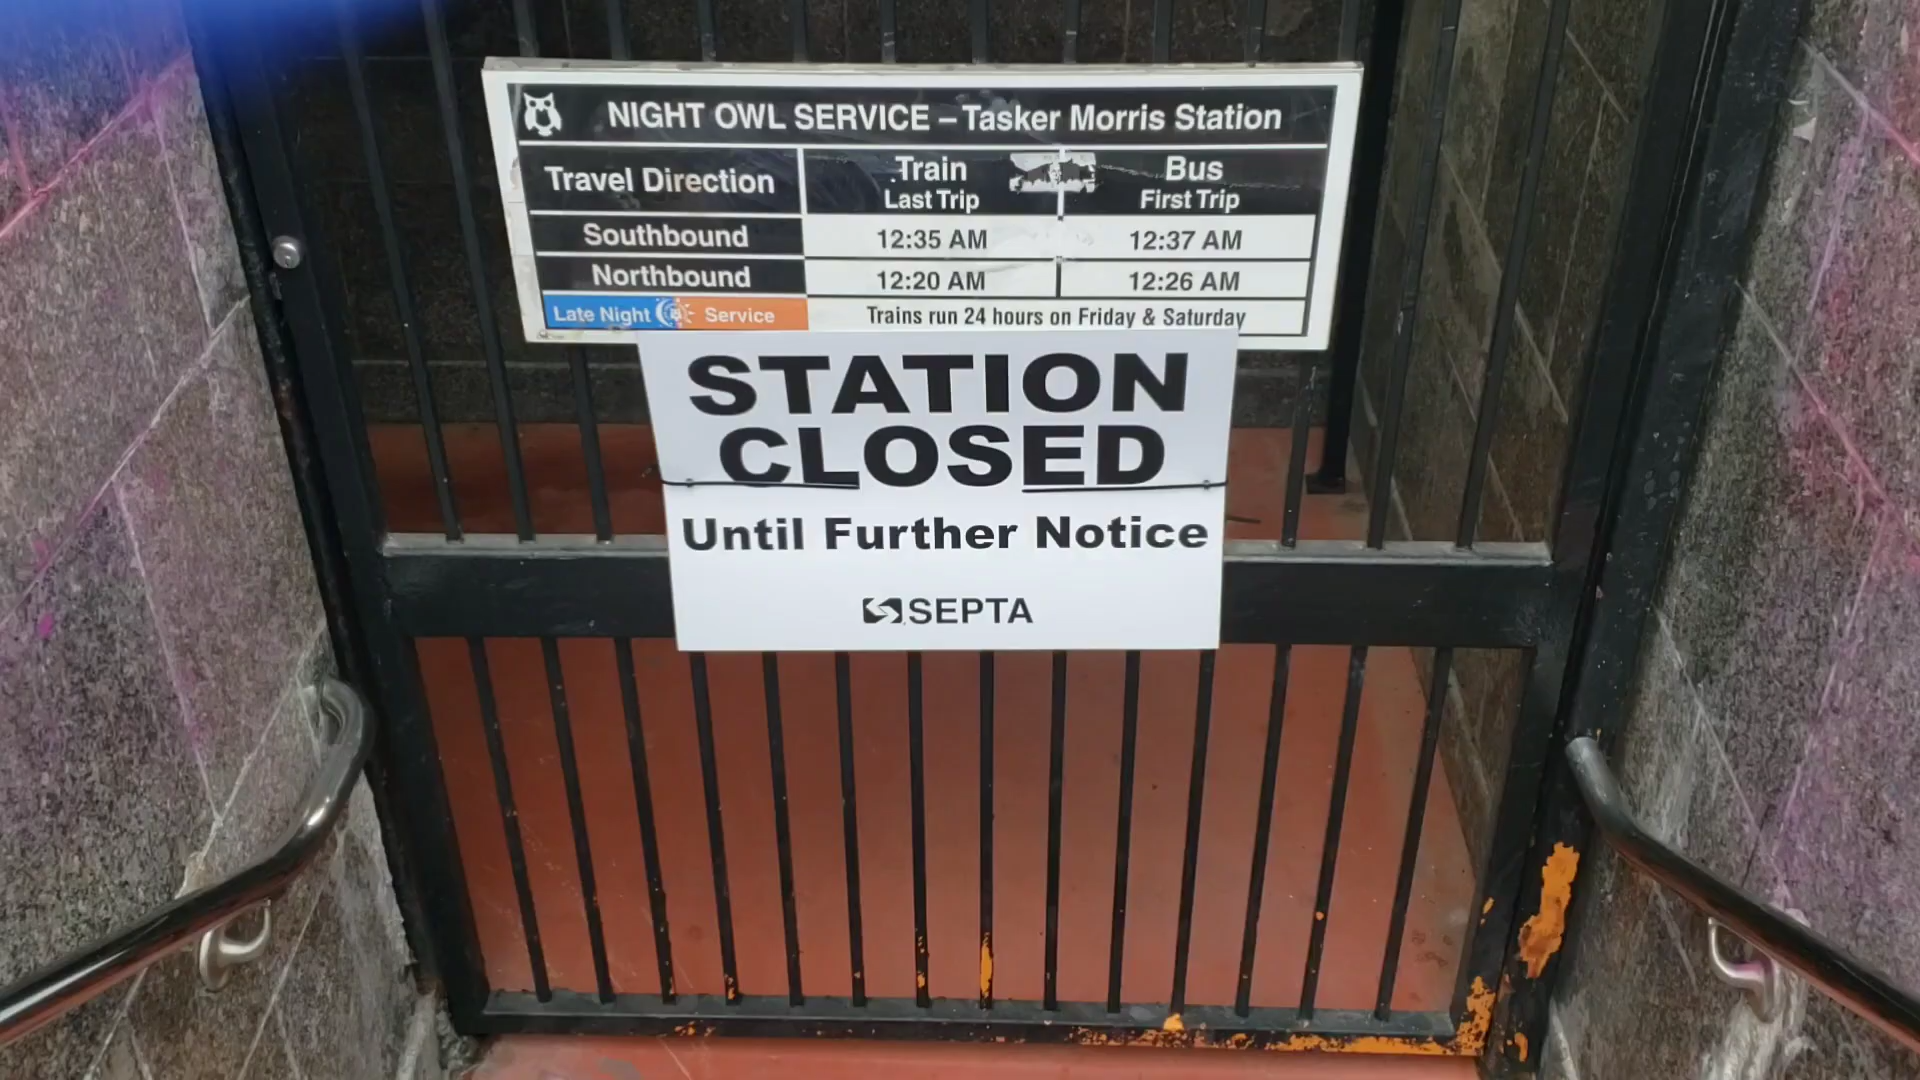 NIGHT OWL SERVICE – Tasker Morris Station
Travel Direction
Train
Last Trip
Bus
First Trip
Southbound 12:35 AM 12:37 AM
Northbound 12:20 AM 12:26 AM
Late Night Service Trains run 24 hours on Friday & Saturday
STATION
CLOSED
Until Further Notice
SEPTA